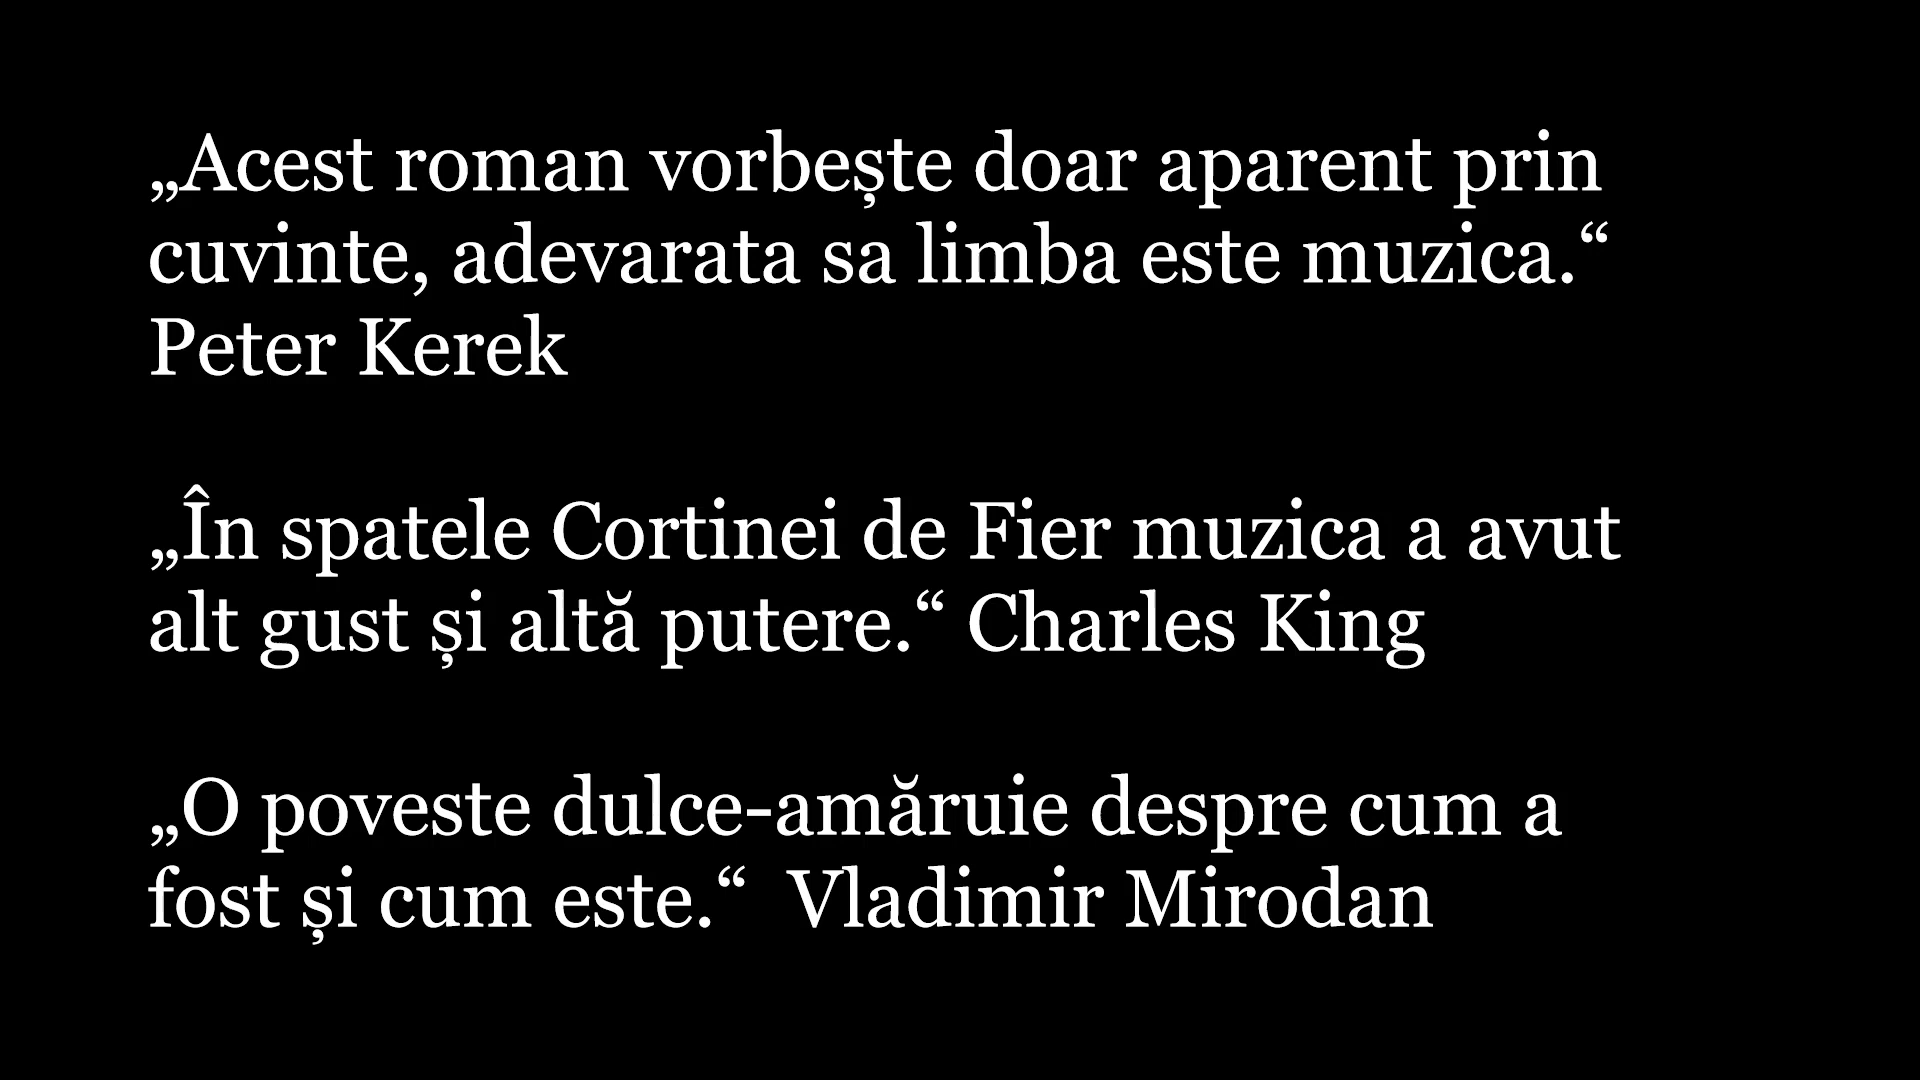 „Acest roman vorbește doar aparent prin
cuvinte, adevarata sa limba este muzica.“
Peter Kerek
„În spatele Cortinei de Fier muzica a avut
alt gust și altă putere.“ Charles King
„O poveste dulce-amăruie despre cum a
fost și cum este.“  Vladimir Mirodan